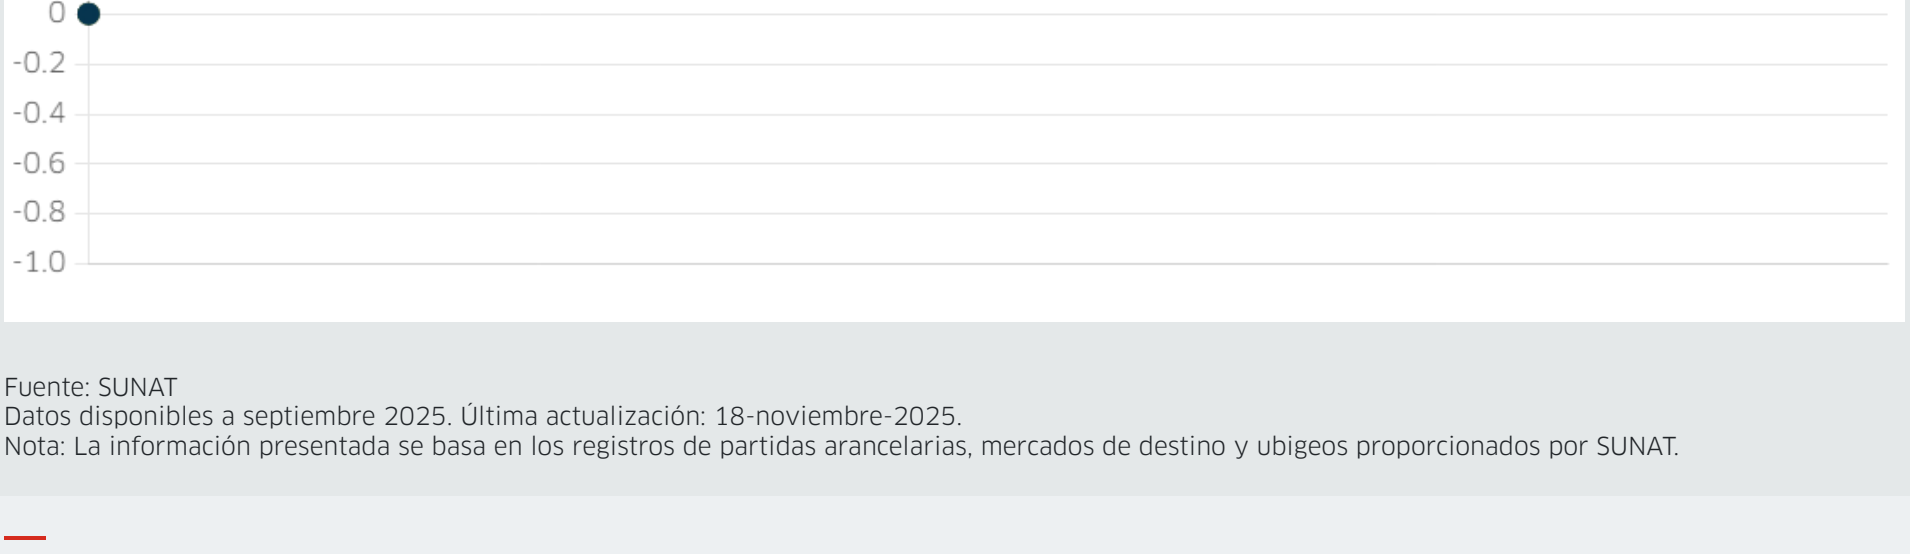 0
-0.2
-0.4
-0.6
-0.8
-1.0
Fuente: SUNAT
Datos disponibles a septiembre 2025. Última actualización: 18-noviembre-2025.
Nota: La información presentada se basa en los registros de partidas arancelarias, mercados de destino y ubigeos proporcionados por SUNAT.